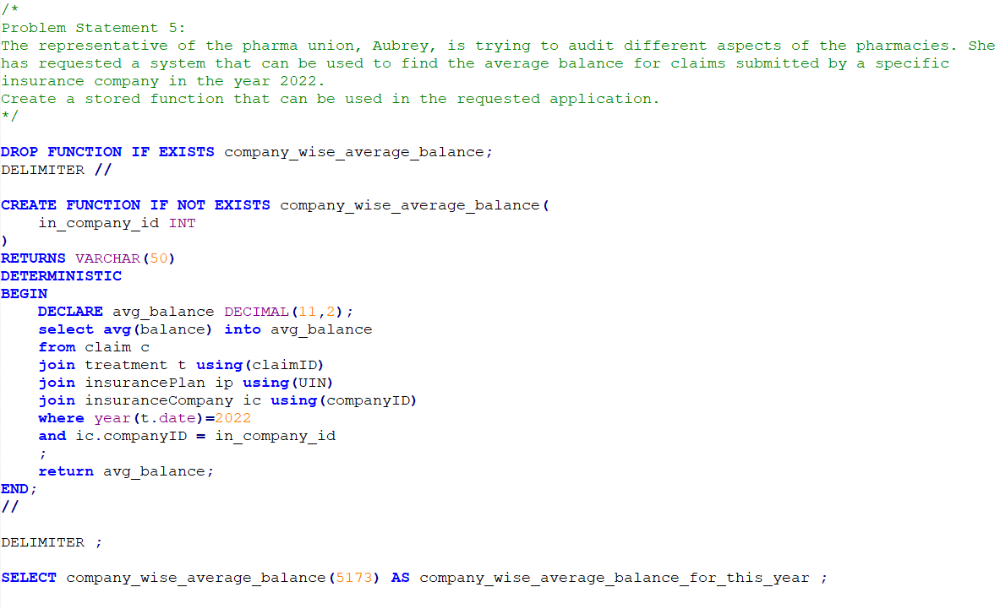 /*
Problem Statement 5:
The representative of the pharma union, Aubrey, is trying to audit different aspects of the pharmacies. She
has requested a system that can be used to find the average balance for claims submitted by a specific
insurance company in the year 2022.
Create a stored function that can be used in the requested application.
*/

DROP FUNCTION IF EXISTS company_wise_average_balance;
DELIMITER //

CREATE FUNCTION IF NOT EXISTS company_wise_average_balance(
    in_company_id INT
)
RETURNS VARCHAR(50)
DETERMINISTIC
BEGIN
    DECLARE avg_balance DECIMAL(11,2);
    select avg(balance) into avg_balance
    from claim c
    join treatment t using(claimID)
    join insurancePlan ip using(UIN)
    join insuranceCompany ic using(companyID)
    where year(t.date)=2022
    and ic.companyID = in_company_id
    ;
    return avg_balance;
END;
//

DELIMITER ;

SELECT company_wise_average_balance(5173) AS company_wise_average_balance_for_this_year ;